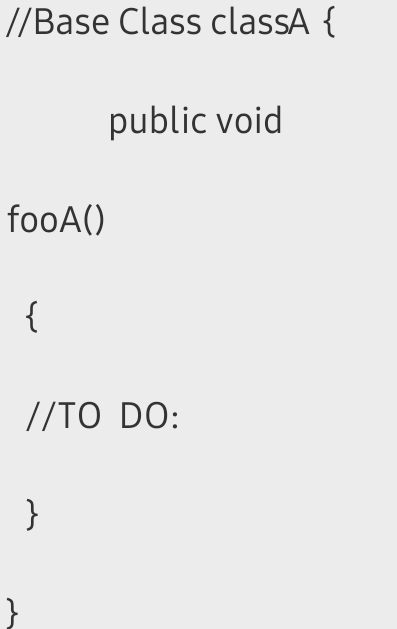 //Base Class classA {
public void
fooA()
{
//TO DO:
}
}